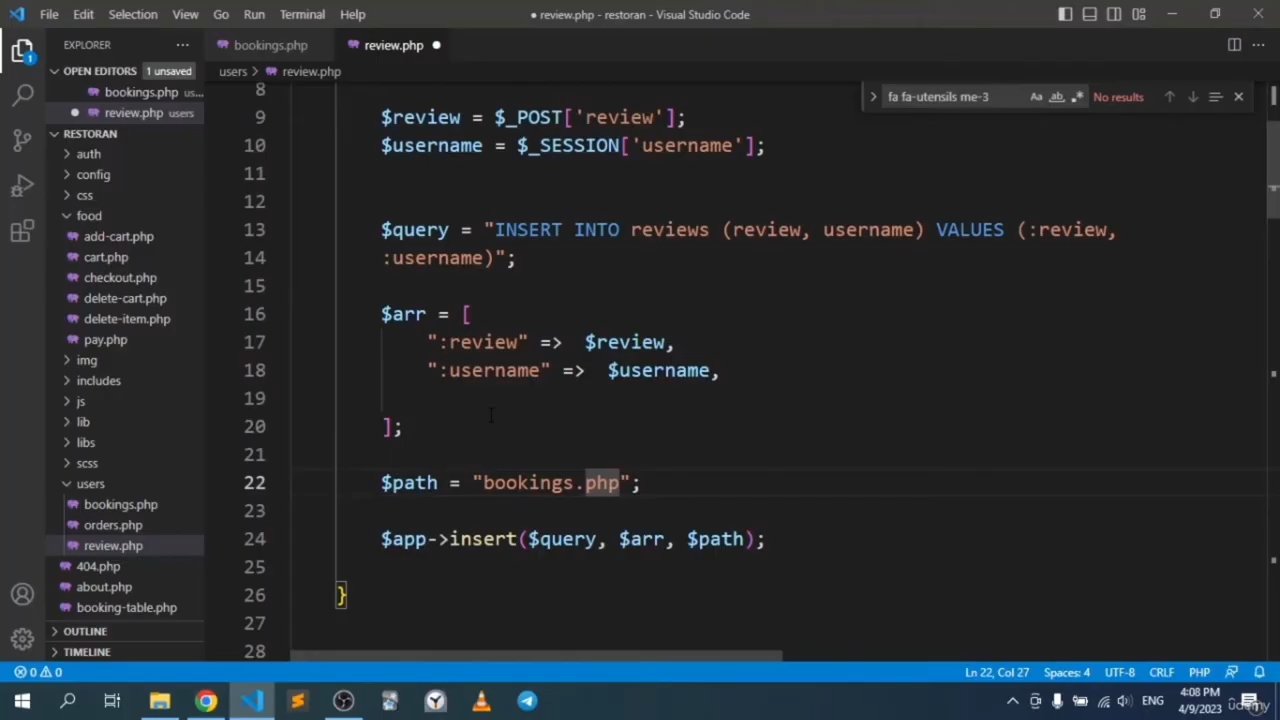 File Edit Selection View Go Run Terminal Help
● review.php - restoran - Visual Studio Code
EXPLORER
OPEN EDITORS 1 unsaved
bookings.php us...
review.php users
RESTORAN
auth
config
css
food
add-cart.php
cart.php
checkout.php
delete-cart.php
delete-item.php
pay.php
img
includes
js
lib
libs
scss
users
bookings.php
orders.php
review.php
404.php
about.php
booking-table.php
OUTLINE
TIMELINE
bookings.php
review.php
users > review.php
fa fa-utensils me-3 Aa ab No results
8
9 $review = $_POST['review'];
10 $username = $_SESSION['username'];
11
12
13 $query = "INSERT INTO reviews (review, username) VALUES (:review,
14 :username)";
15
16 $arr = [
17 ":review" => $review,
18 ":username" => $username,
19
20 ];
21
22 $path = "bookings.php";
23
24 $app->insert($query, $arr, $path);
25
26 }
27
28
0 0 Ln 22, Col 27 Spaces: 4 UTF-8 CRLF PHP
1
ENG
4:08 PM
4/9/2023
udemy